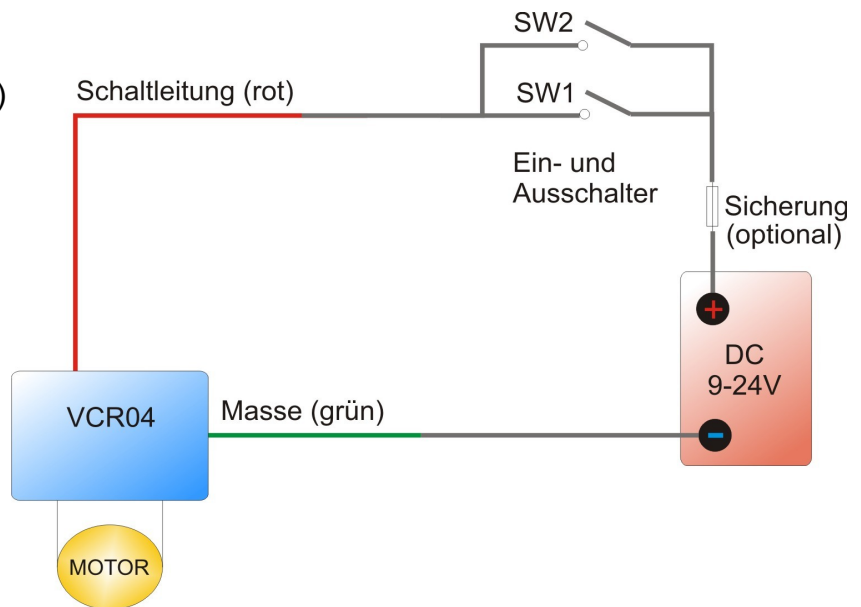 )
SW2
Schaltleitung (rot)
SW1
Ein- und
Ausschalter
Sicherung
(optional)
+
DC
9-24V
VCR04
Masse (grün)
-
MOTOR